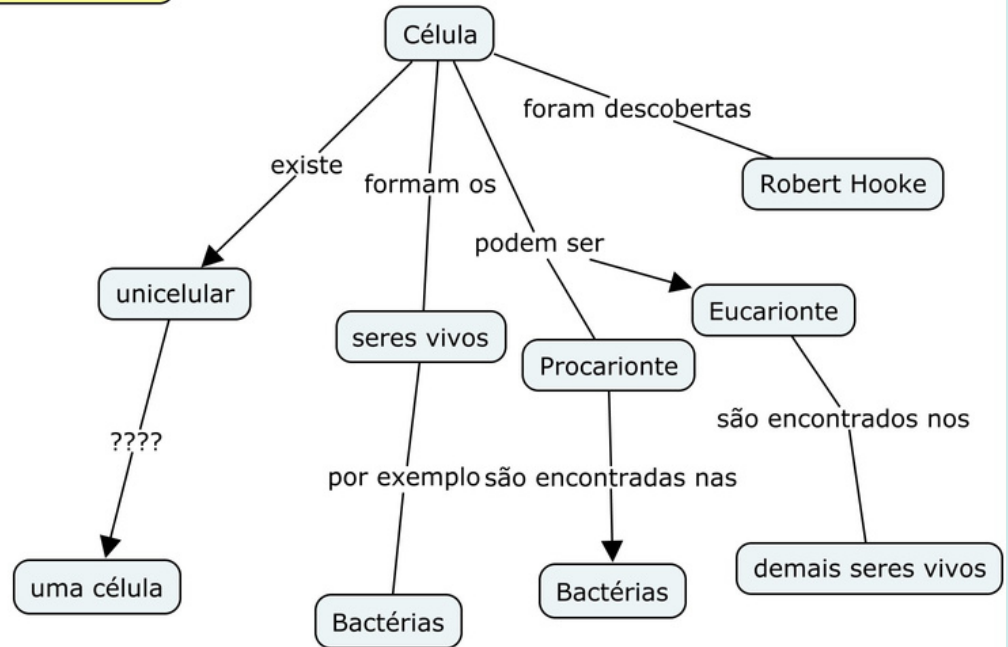 Célula
foram descobertas
existe
formam os
Robert Hooke
podem ser
unicelular
Eucarionte
seres vivos
Procarionte
são encontrados nos
????
por exemplo
são encontradas nas
demais seres vivos
uma célula
Bactérias
Bactérias